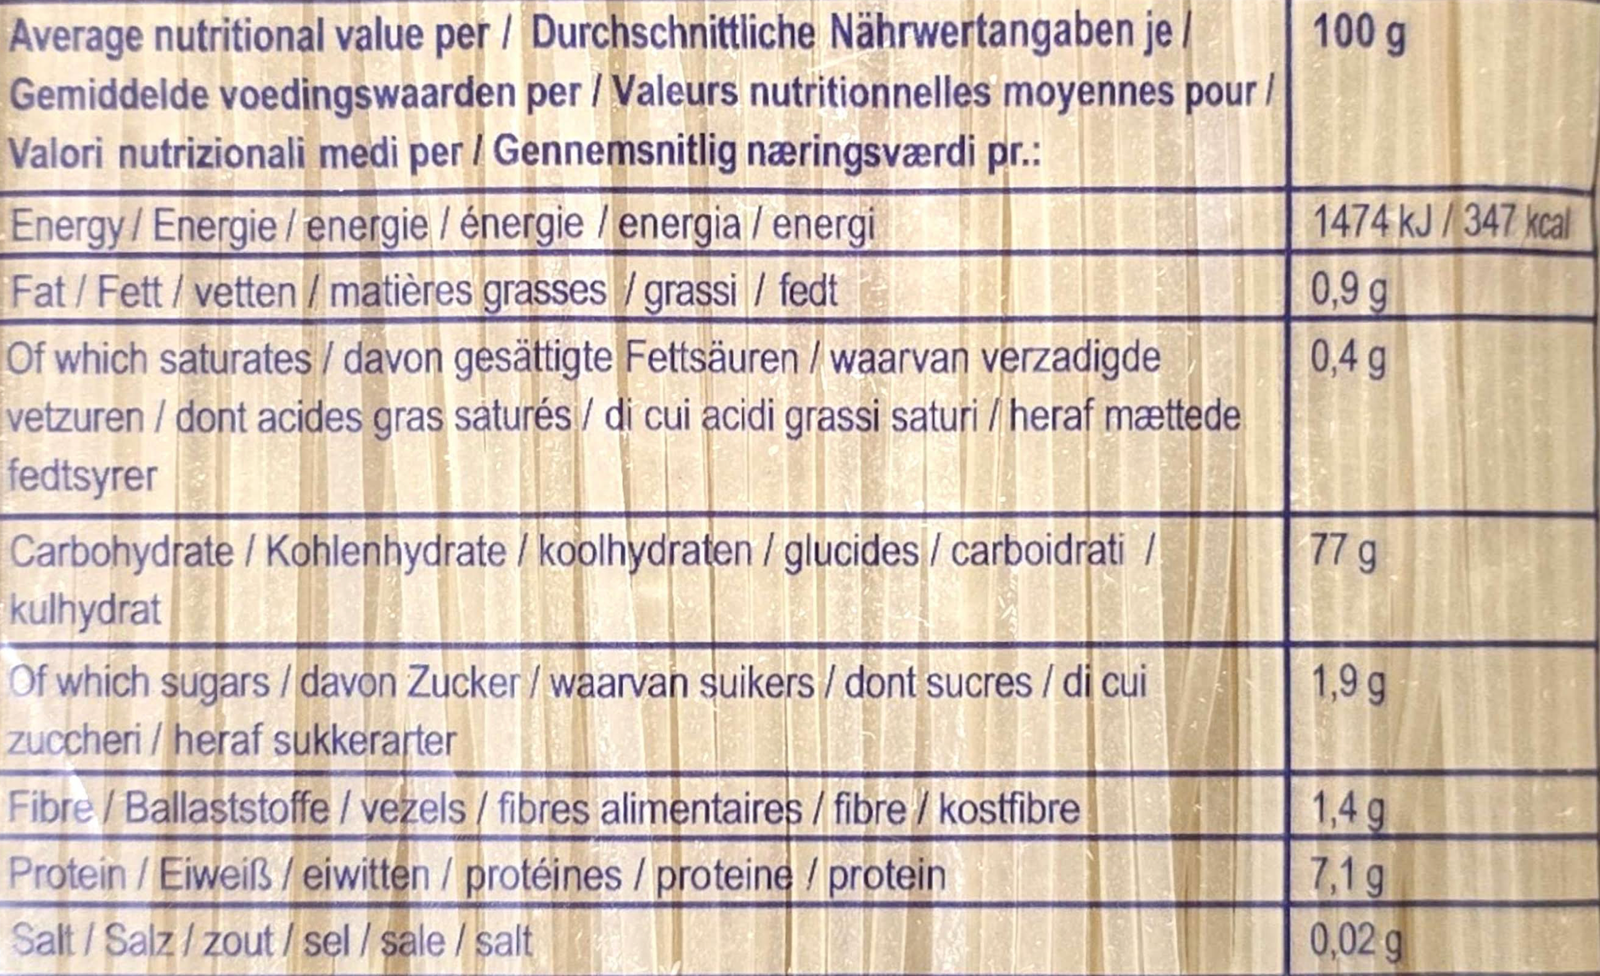 Average nutritional value per / Durchschnittliche Nährwertangaben je / 100 g
Gemiddelde voedingswaarden per / Valeurs nutritionnelles moyennes pour /
Valori nutrizionali medi per / Gennemsnitlig næringsværdi pr.:
Energy / Energie / energie / énergie / energia / energi 1474 kJ / 347 kcal
Fat / Fett / vetten / matières grasses / grassi / fedt 0,9 g
Of which saturates / davon gesättigte Fettsäuren / waarvan verzadigde 0,4 g
vetzuren / dont acides gras saturés / di cui acidi grassi saturi / heraf mættede
fedtsyrer
Carbohydrate / Kohlenhydrate / koolhydraten / glucides / carboidrati / 77 g
kulhydrat
Of which sugars / davon Zucker / waarvan suikers / dont sucres / di cui 1,9 g
zuccheri / heraf sukkerarter
Fibre / Ballaststoffe / vezels / fibres alimentaires / fibre / kostfibre 1,4 g
Protein / Eiweiß / eiwitten / protéines / proteine / protein 7,1 g
Salt / Salz / zout / sel / sale / salt 0,02 g